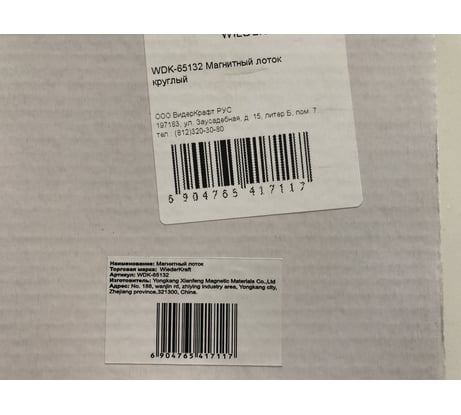 WDK-65132 Магнитный лоток
круглый
ООО ВидерКрафт РУС
197183, ул. Заусадебная, д. 15, литер Б, пом. 7
тел.: (812)320-30-80
6 904765 417117
Наименование: Магнитный лоток
Торговая марка: WiederKraft
Артикул: WDK-65132
Изготовитель: Yongkang Xianfeng Magnetic Materials Co.,Ltd
Адрес: No. 188, wanjin rd, zhiying industry area, Yongkang city,
Zhejiang province,321300, China.
6 904765 417117